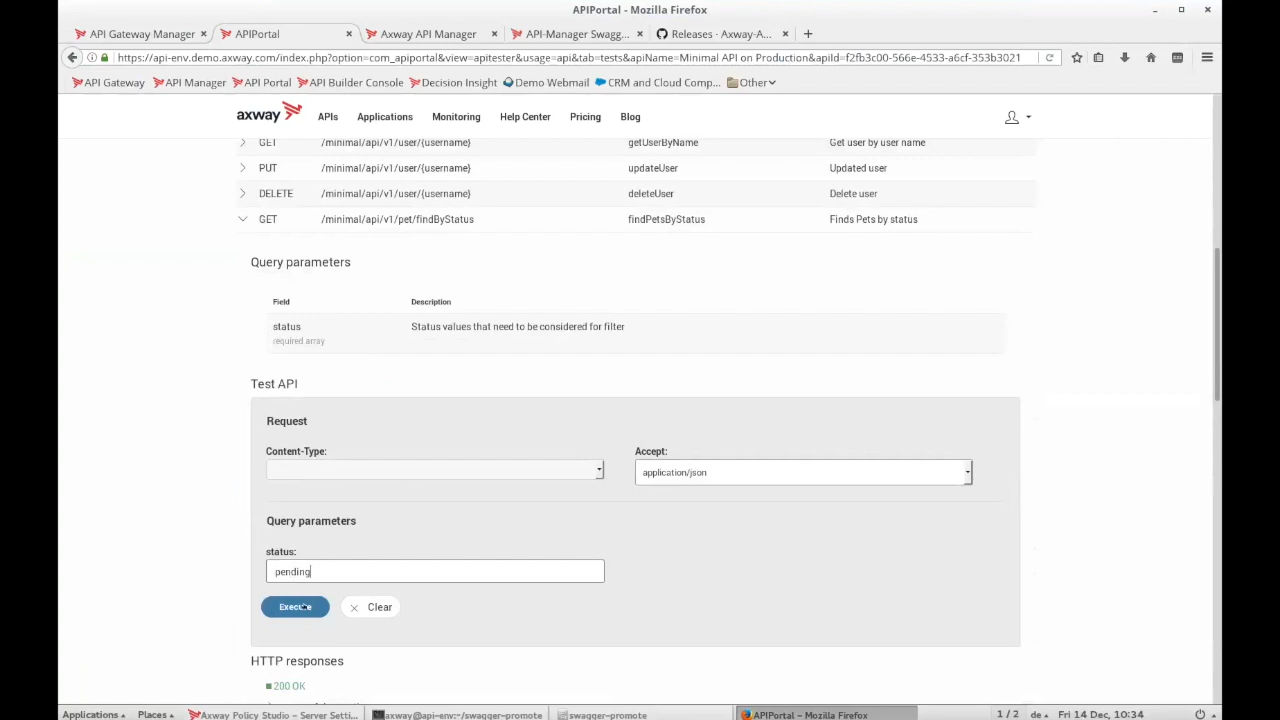 APIPortal – Mozilla Firefox
API Gateway Manager × APIPortal × Axway API Manager × API-Manager Swagg... × Releases · Axway-A... × +
https://api-env.demo.axway.com/index.php?option=com_apiportal&view=apitester&usage=api&tab=tests&apiName=Minimal API on Production&apiId=f2fb3c00-566e-4533-a6cf-353b3021
API Gateway API Manager API Portal API Builder Console Decision Insight Demo Webmail CRM and Cloud Comp... Other
axway APIs Applications Monitoring Help Center Pricing Blog
GET /minimal/api/v1/user/{username} getUserByName Get user by user name
PUT /minimal/api/v1/user/{username} updateUser Updated user
DELETE /minimal/api/v1/user/{username} deleteUser Delete user
GET /minimal/api/v1/pet/findByStatus findPetsByStatus Finds Pets by status
Query parameters
Field Description
status Status values that need to be considered for filter
required array
Test API
Request
Content-Type: Accept:
application/json
Query parameters
status:
pending
Execute × Clear
HTTP responses
200 OK
Applications Places Axway Policy Studio – Server Setti... axway@api-env:~/swagger-promote swagger-promote APIPortal – Mozilla Firefox 1 / 2 de Fri 14 Dec, 10:34